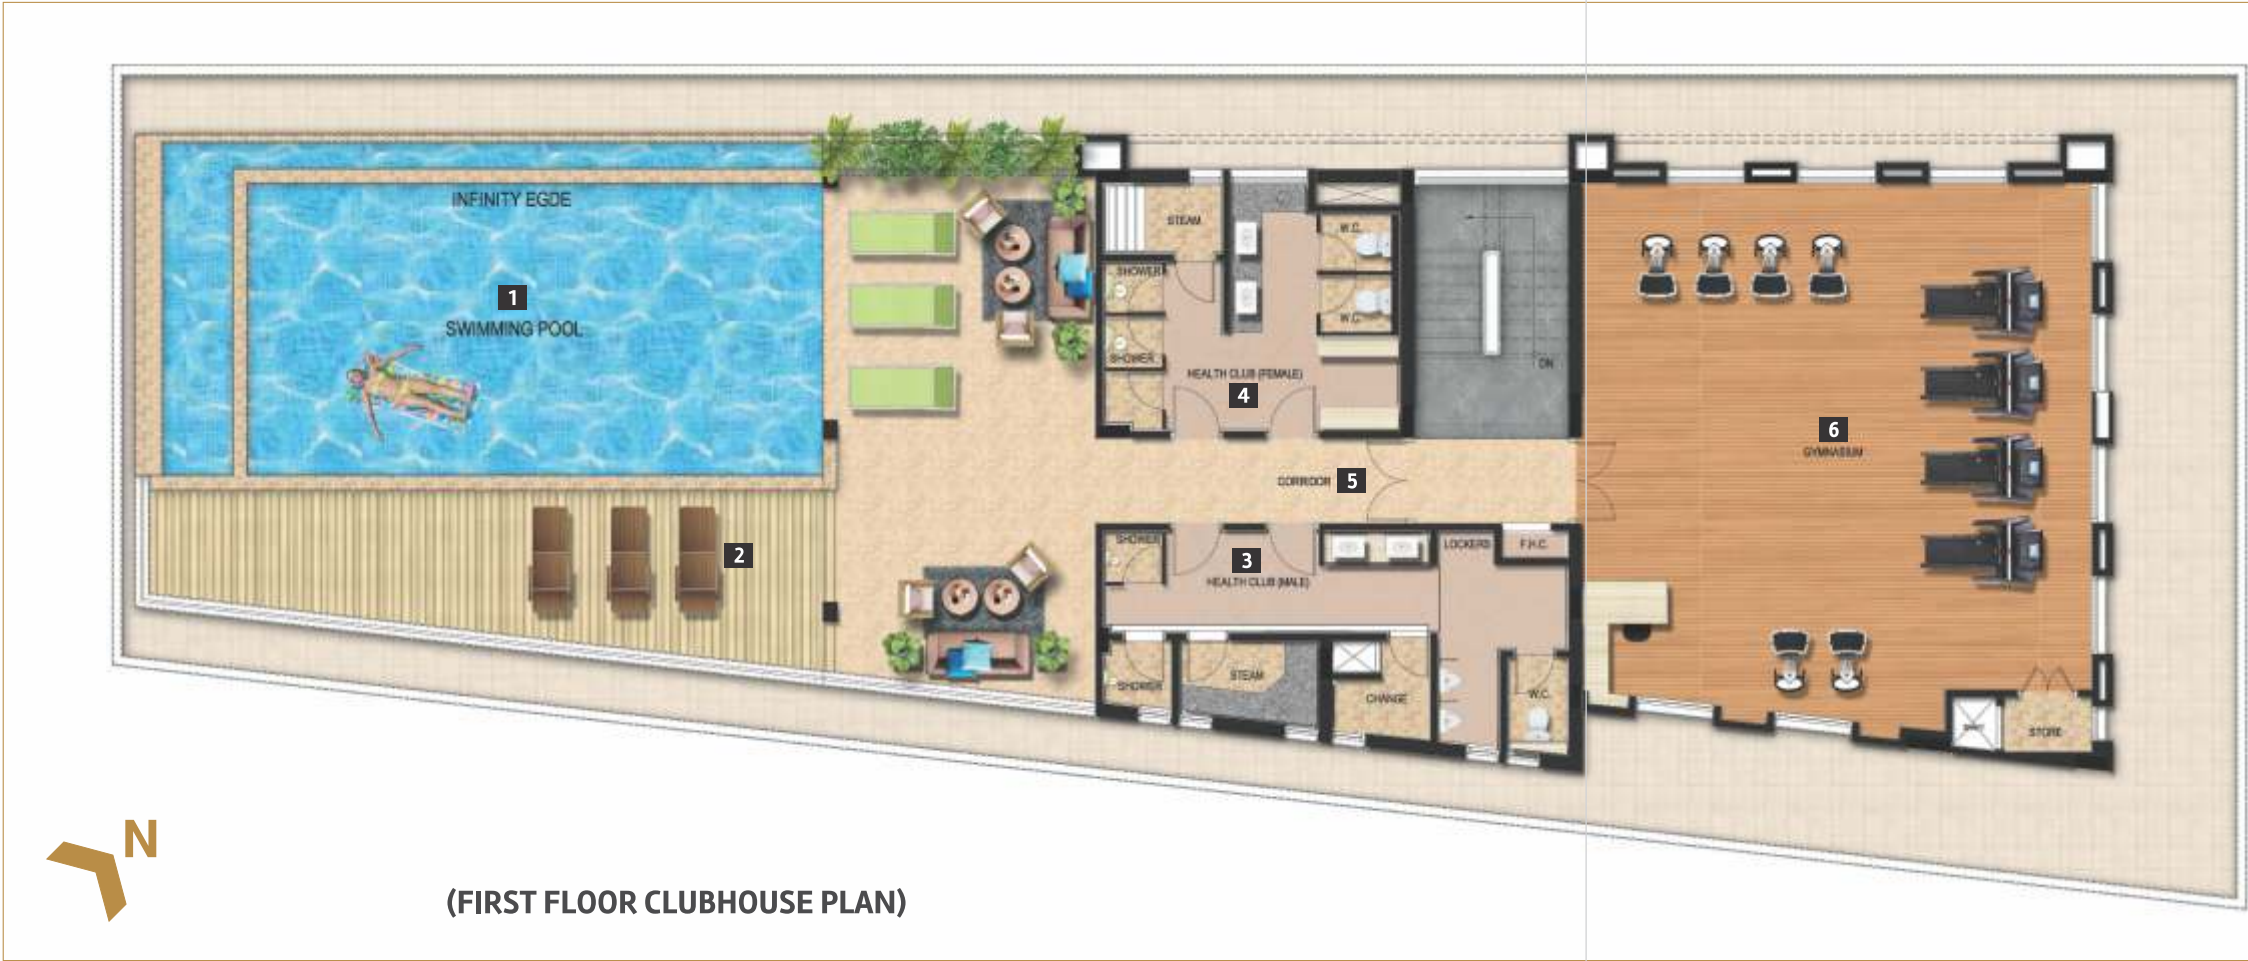 INFINITY EGDE
1
SWIMMING POOL
2
STEAM
SHOWER
SHOWER
W.C.
W.C.
HEALTH CLUB (FEMALE)
4
DN
CORRIDOR 5
SHOWER
3
HEALTH CLUB (MALE)
LOCKERS
F.H.C.
SHOWER
STEAM
CHANGE
W.C.
6
GYMNASIUM
STORE
N
(FIRST FLOOR CLUBHOUSE PLAN)